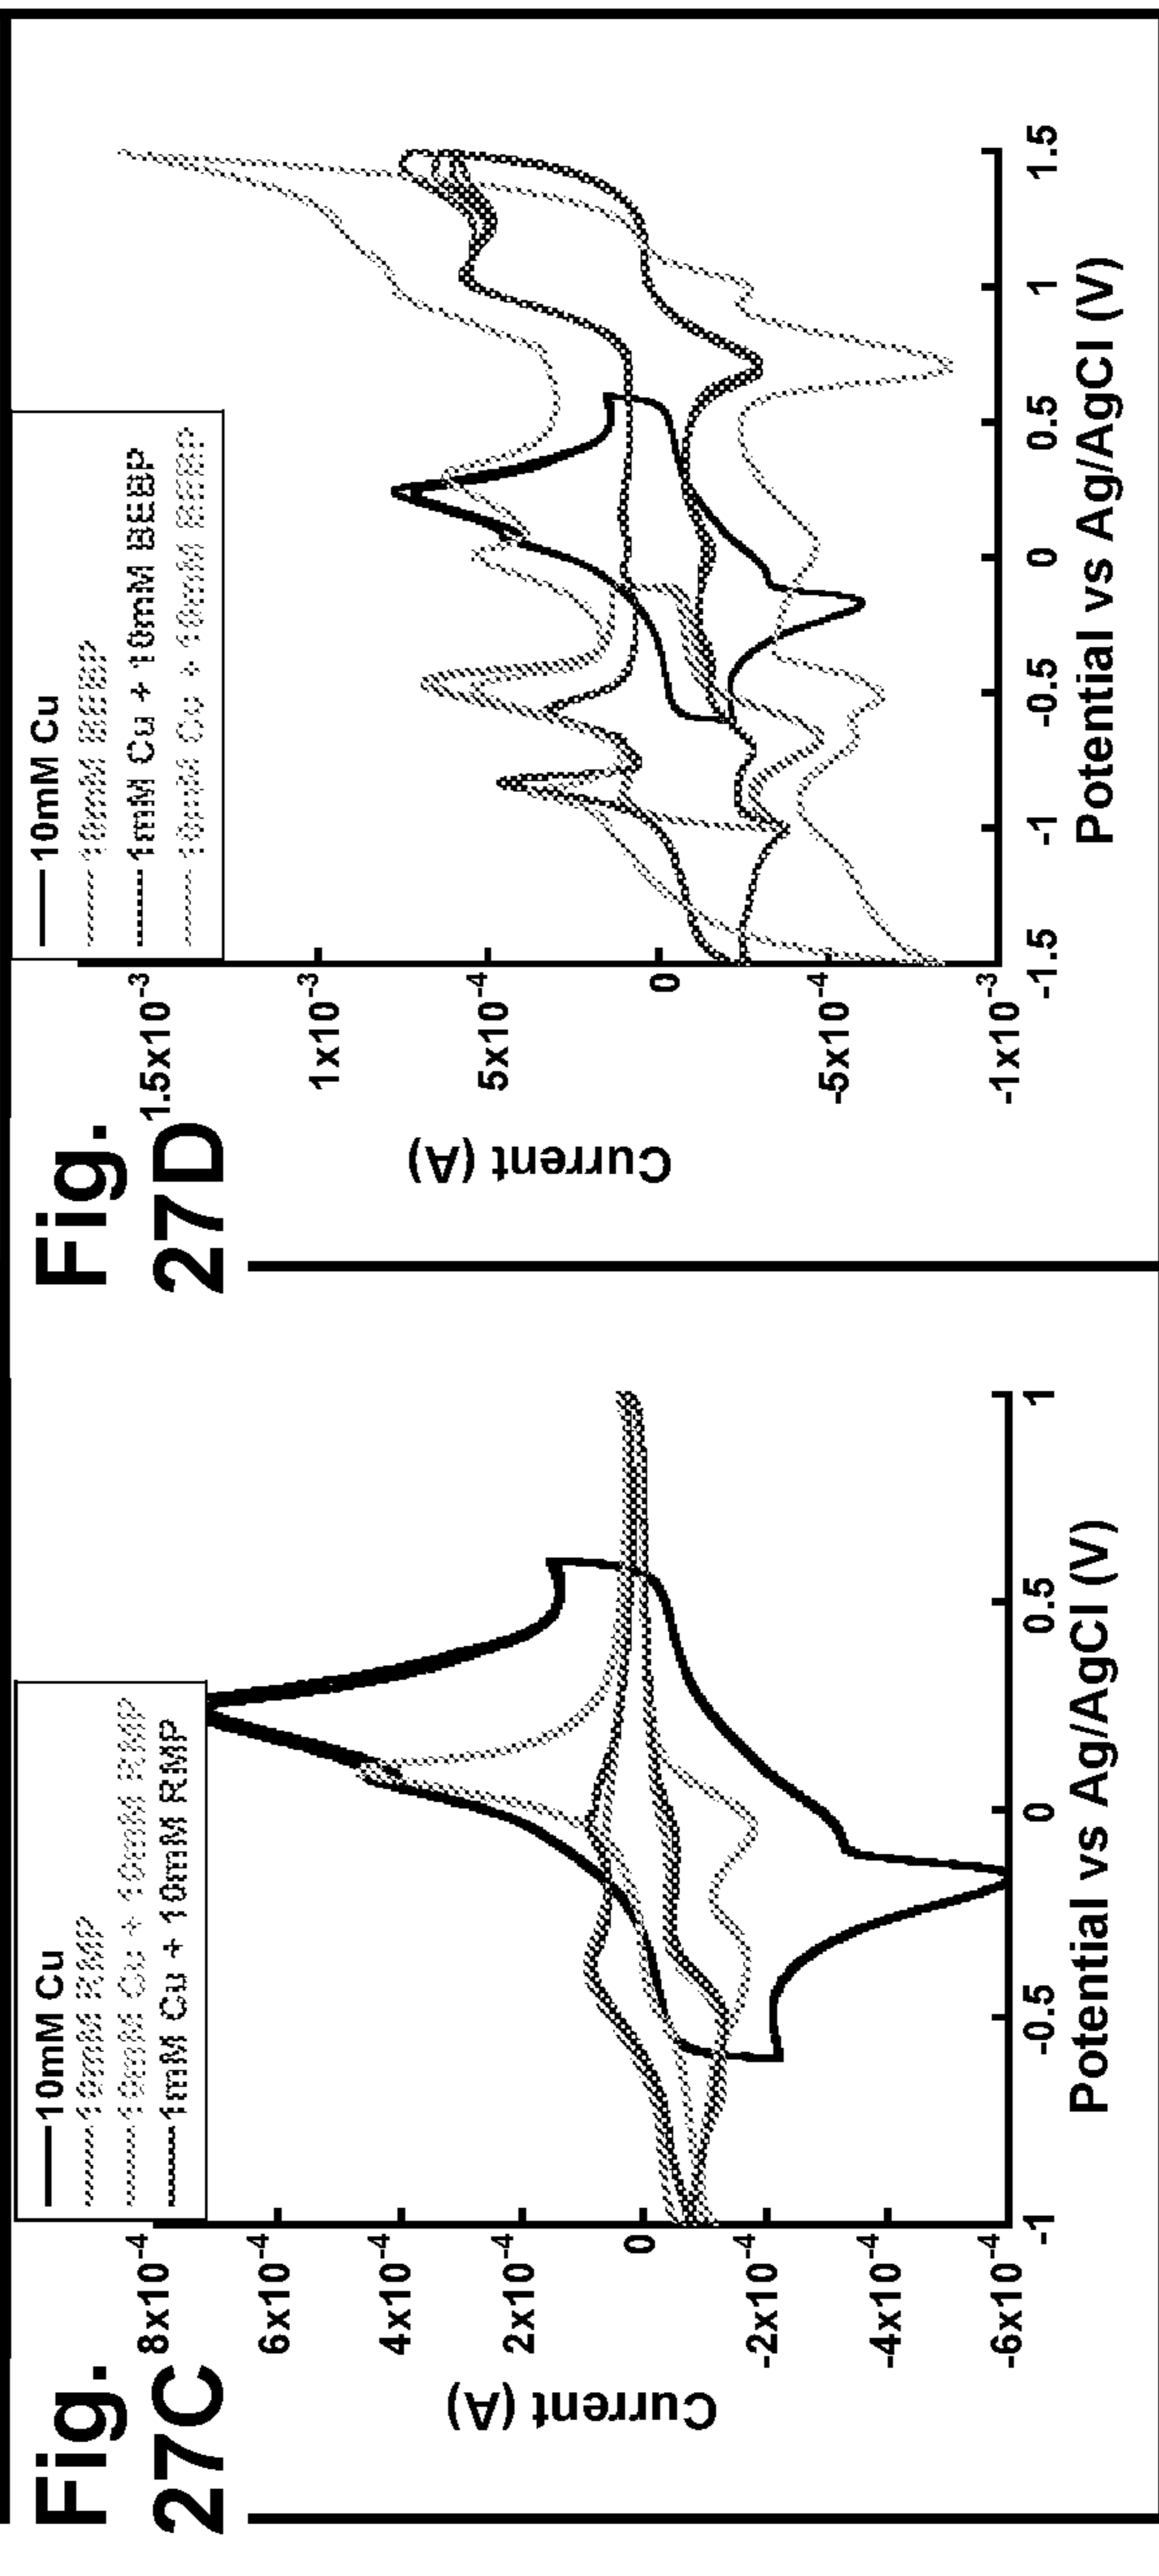 Fig.
27C
10mM Cu
10mM RMP
10mM Cu + 10mM RMP
1mM Cu + 10mM RMP
8x10-4
6x10-4
4x10-4
2x10-4
0
-2x10-4
-4x10-4
-6x10-4
Current (A)
-1
-0.5
0
0.5
1
Potential vs Ag/AgCl (V)
Fig.
27D
10mM Cu
10mM BEBP
1mM Cu + 10mM BEBP
10mM Cu + 10mM BEBP
1.5x10-3
1x10-3
5x10-4
0
-5x10-4
-1x10-3
Current (A)
-1.5
-1
-0.5
0
0.5
1
1.5
Potential vs Ag/AgCl (V)